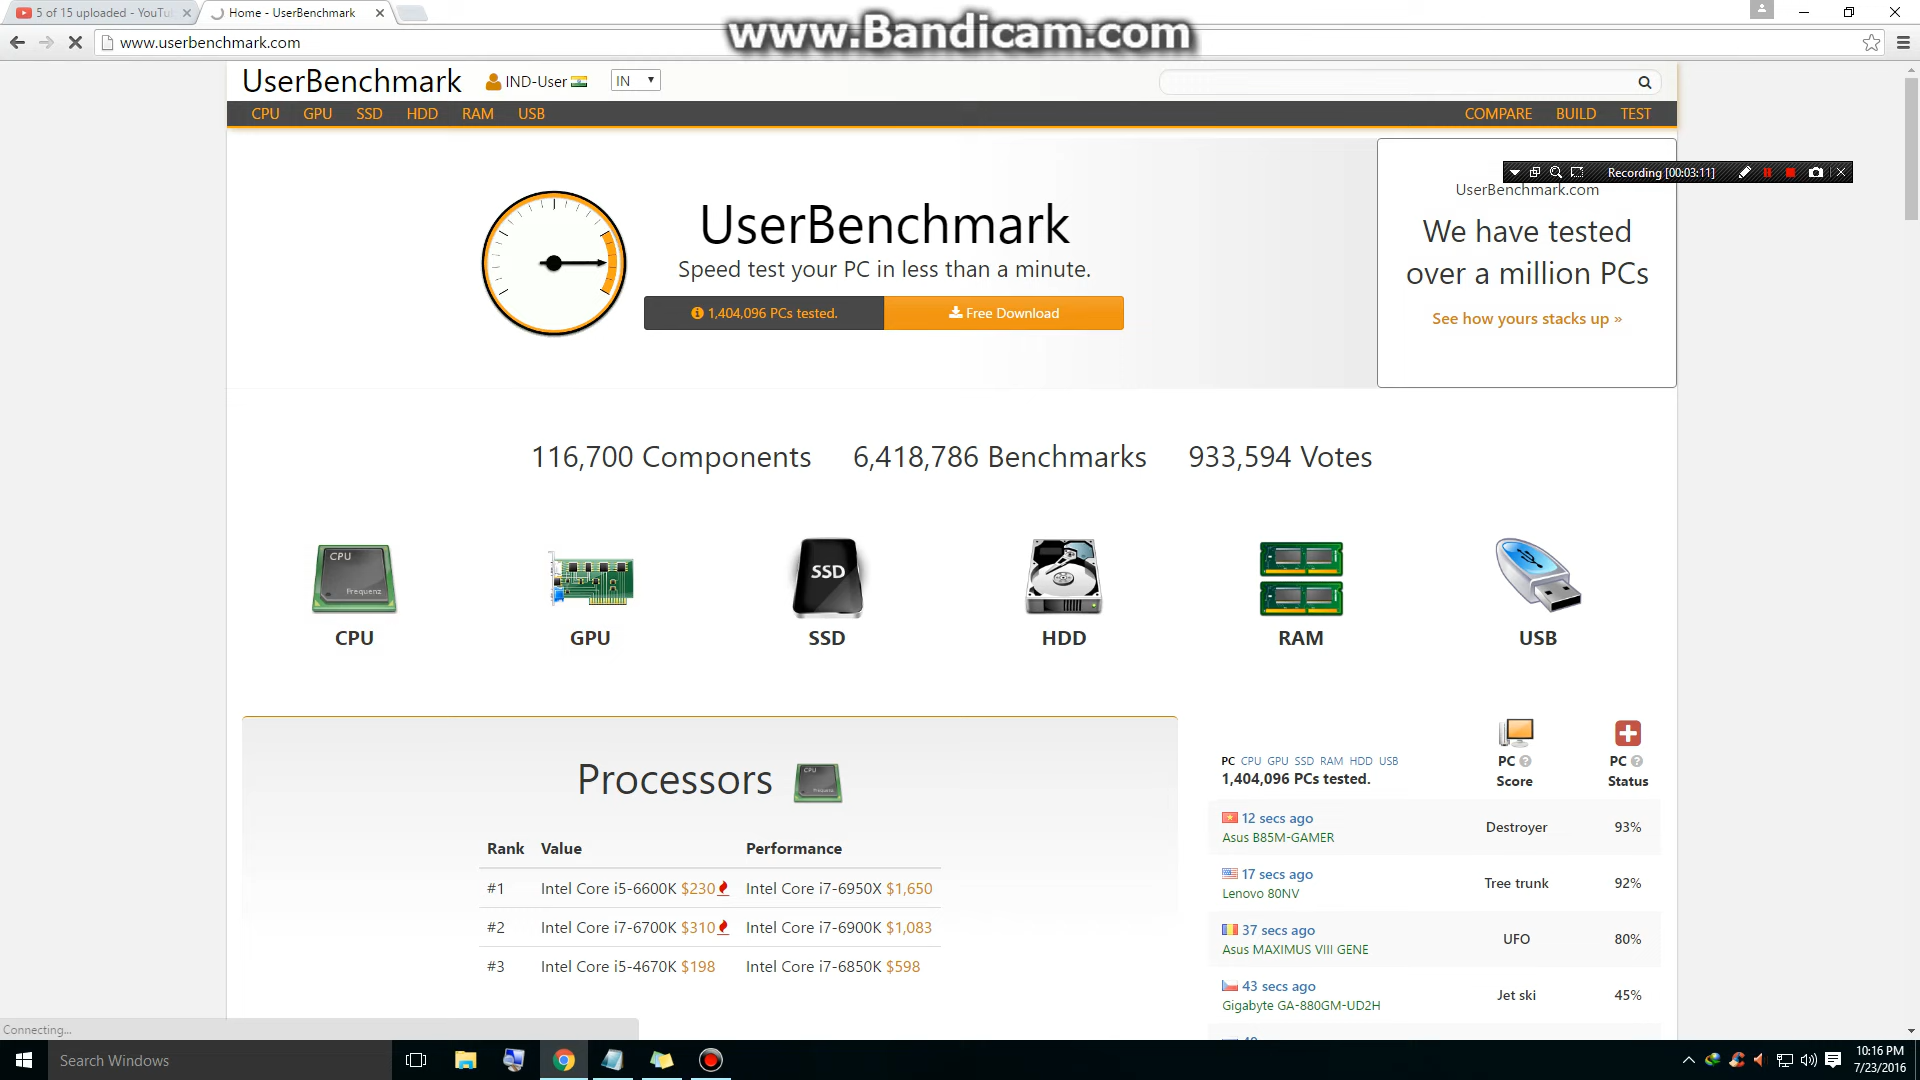 5 of 15 uploaded - YouTu
Home - UserBenchmark
www.Bandicam.com
www.userbenchmark.com
UserBenchmark
IND-User
IN
CPU GPU SSD HDD RAM USB
COMPARE BUILD TEST
Recording [00:03:11]
UserBenchmark
Speed test your PC in less than a minute.
1,404,096 PCs tested.
Free Download
UserBenchmark.com
We have tested
over a million PCs
See how yours stacks up »
116,700 Components 6,418,786 Benchmarks 933,594 Votes
CPU
Frequenz
SSD
CPU GPU SSD HDD RAM USB
Processors
CPU
Rank Value Performance
#1 Intel Core i5-6600K $230 Intel Core i7-6950X $1,650
#2 Intel Core i7-6700K $310 Intel Core i7-6900K $1,083
#3 Intel Core i5-4670K $198 Intel Core i7-6850K $598
PC CPU GPU SSD RAM HDD USB
1,404,096 PCs tested.
PC ?
Score
PC ?
Status
12 secs ago
Asus B85M-GAMER
Destroyer
93%
17 secs ago
Lenovo 80NV
Tree trunk
92%
37 secs ago
Asus MAXIMUS VIII GENE
UFO
80%
43 secs ago
Gigabyte GA-880GM-UD2H
Jet ski
45%
Connecting...
Search Windows
10:16 PM
7/23/2016